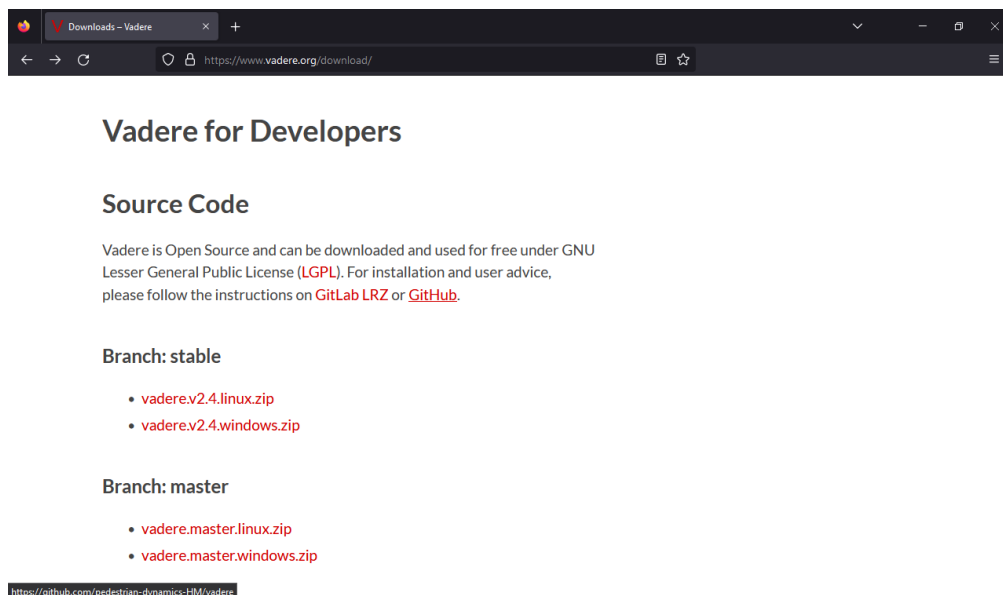 Downloads – Vadere
https://www.vadere.org/download/
Vadere for Developers
Source Code
Vadere is Open Source and can be downloaded and used for free under GNU
Lesser General Public License (LGPL). For installation and user advice,
please follow the instructions on GitLab LRZ or GitHub.
Branch: stable
• vadere.v2.4.linux.zip
• vadere.v2.4.windows.zip
Branch: master
• vadere.master.linux.zip
• vadere.master.windows.zip
https://github.com/pedestrian-dynamics-HM/vadere